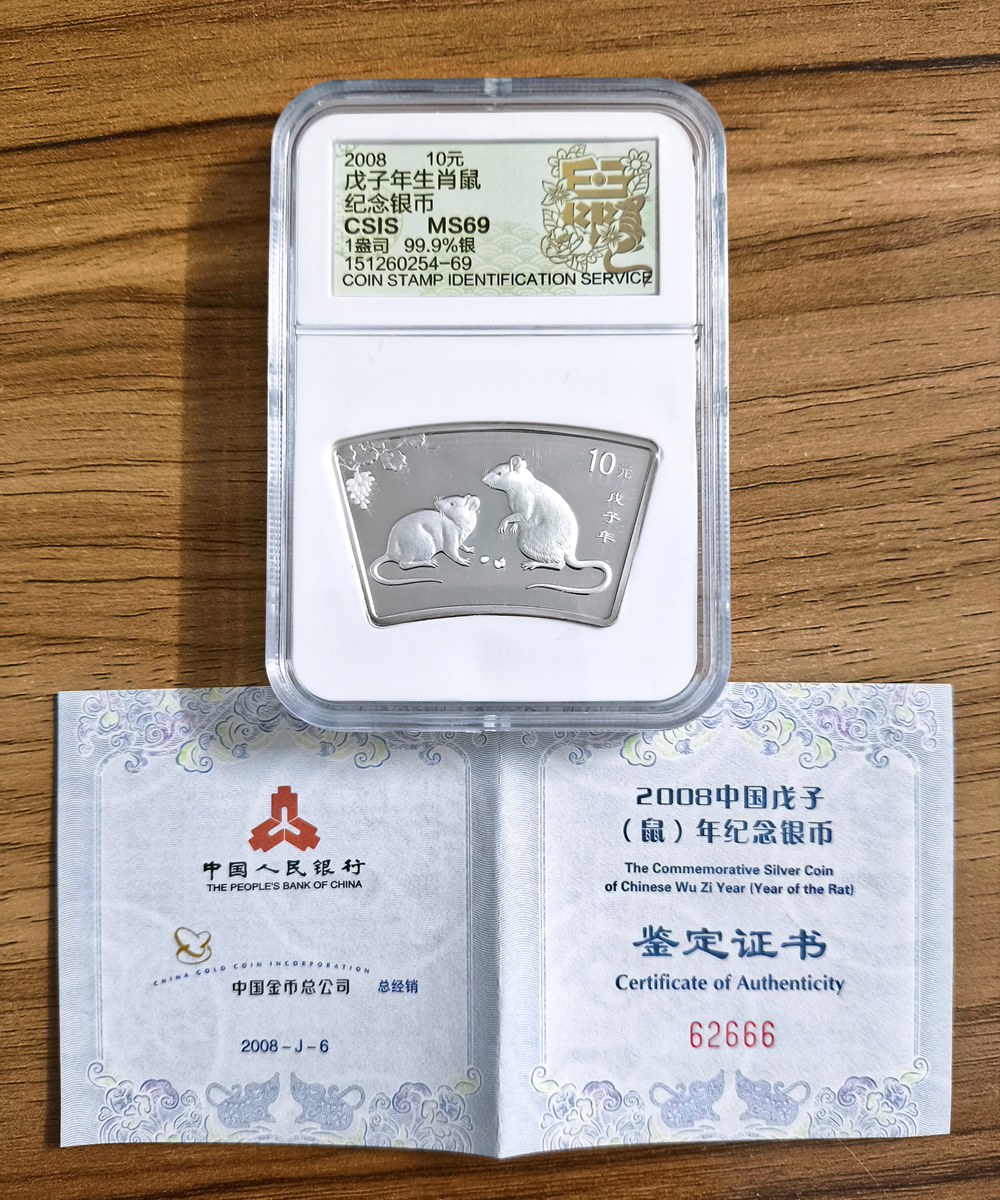 2008 10元
戊子年生肖鼠
纪念银币
CSIS MS69
1盎司 99.9%银
151260254-69
COIN STAMP IDENTIFICATION SERVICE
鼠
10元
戊子年
中国人民银行
THE PEOPLE'S BANK OF CHINA
CHINA GOLD COIN INCORPORATION
中国金币总公司 总经销
2008-J-6
2008中国戊子
(鼠)年纪念银币
The Commemorative Silver Coin
of Chinese Wu Zi Year (Year of the Rat)
鉴定证书
Certificate of Authenticity
62666